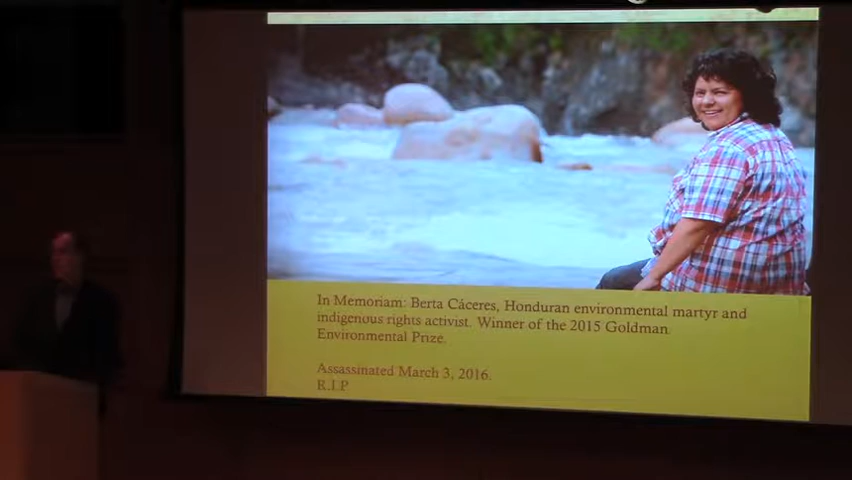 In Memoriam: Berta Cáceres, Honduran environmental martyr and
indigenous rights activist. Winner of the 2015 Goldman
Environmental Prize.
Assassinated March 3, 2016.
R.I.P